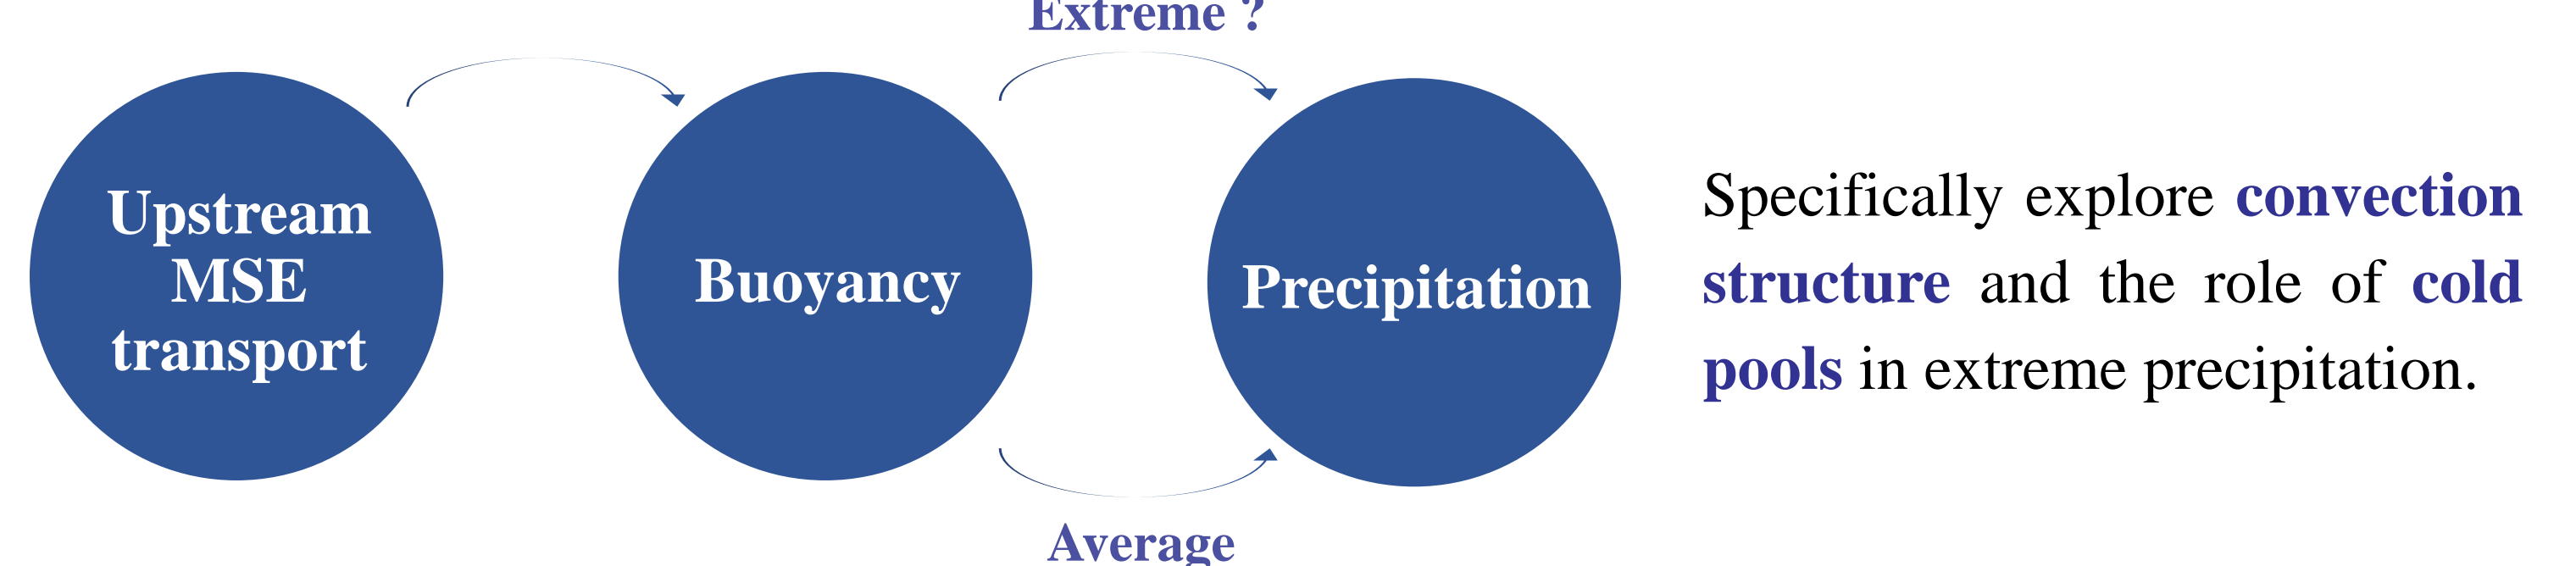 Extreme ?
Upstream
MSE
transport
Buoyancy
Precipitation
Average
Specifically explore convection
structure and the role of cold
pools in extreme precipitation.